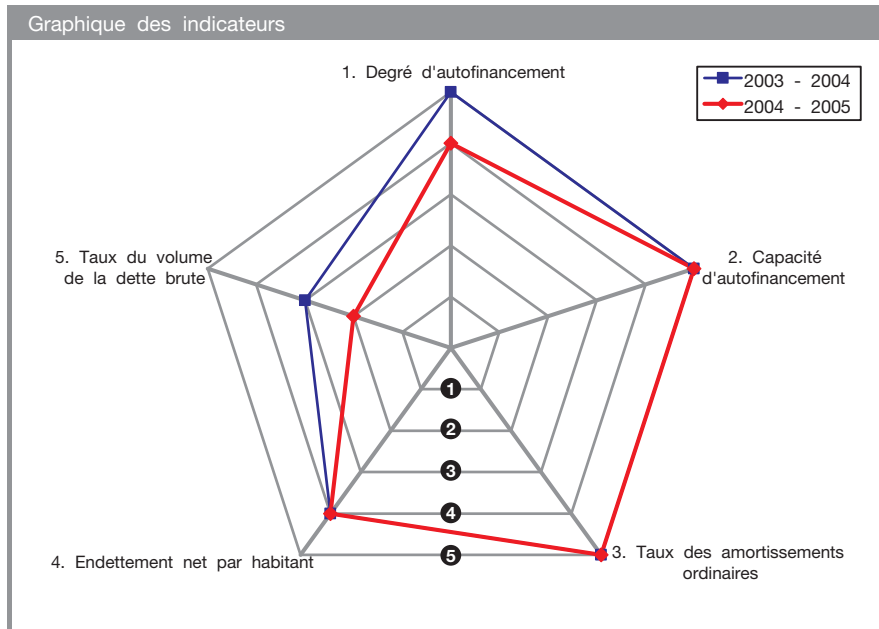 Graphique des indicateurs
1. Degré d'autofinancement
2003 - 2004
2004 - 2005
5. Taux du volume
de la dette brute
2. Capacité
d'autofinancement
1
2
3
4
5
4. Endettement net par habitant
3. Taux des amortissements
ordinaires